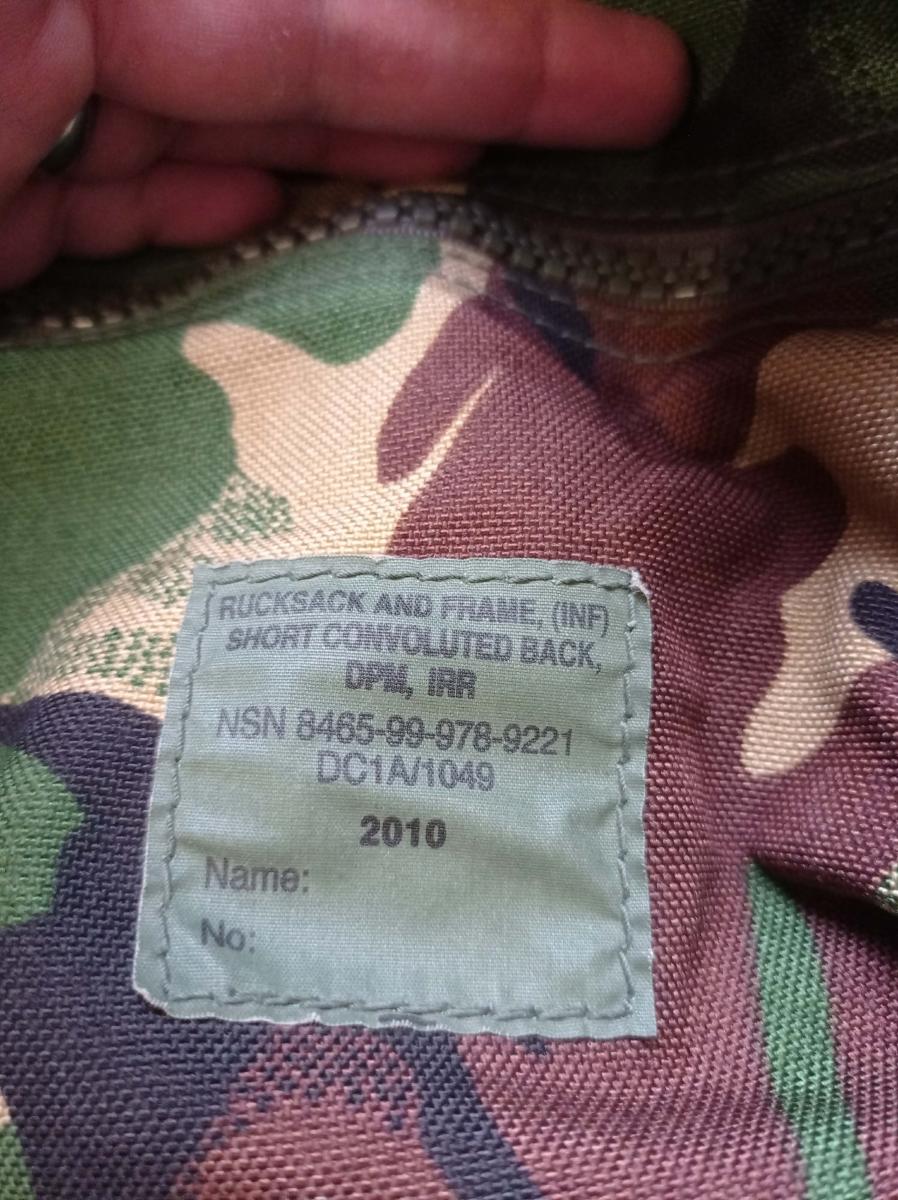 RUCKSACK AND FRAME, (INF)
SHORT CONVOLUTED BACK,
DPM, IRR
NSN 8465-99-978-9221
DC1A/1049
2010
Name:
No: